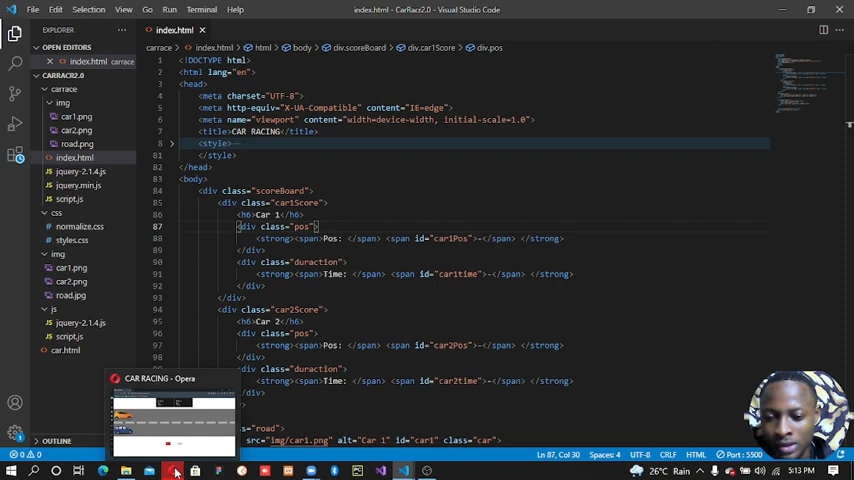 File Edit Selection View Go Run Terminal Help index.html - CarRacr2.0 - Visual Studio Code
EXPLORER ··· index.html
OPEN EDITORS carrace > index.html > html > body > div.scoreBoard > div.car1Score > div.pos
index.html carrace
CARRACR2.0
carrace
img
car1.png
car2.png
road.png
index.html
jquery-2.1.4.js
jquery.min.js
script.js
css
normalize.css
styles.css
img
car1.png
car2.png
road.jpg
js
jquery-2.1.4.js
script.js
car.html
OUTLINE
1 <!DOCTYPE html>
2 <html lang="en">
3 <head>
4 <meta charset="UTF-8">
5 <meta http-equiv="X-UA-Compatible" content="IE=edge">
6 <meta name="viewport" content="width=device-width, initial-scale=1.0">
7 <title>CAR RACING</title>
8 <style> ···
81 </style>
82 </head>
83 <body>
84 <div class="scoreBoard">
85 <div class="car1Score">
86 <h6>Car 1</h6>
87 <div class="pos">
88 <strong><span>Pos: </span> <span id="car1Pos">-</span> </strong>
89 </div>
90 <div class="duraction">
91 <strong><span>Time: </span> <span id="car1time">-</span> </strong>
92 </div>
93 </div>
94 <div class="car2Score">
95 <h6>Car 2</h6>
96 <div class="pos">
97 <strong><span>Pos: </span> <span id="car2Pos">-</span> </strong>
98 </div>
<div class="duraction">
<strong><span>Time: </span> <span id="car2time">-</span> </strong>
</div>
="road">
src="img/car1.png" alt="Car 1" id="car1" class="car">
CAR RACING - Opera
0 0 Ln 87, Col 30 Spaces: 4 UTF-8 CRLF HTML Port : 5500
26°C Rain 5:13 PM